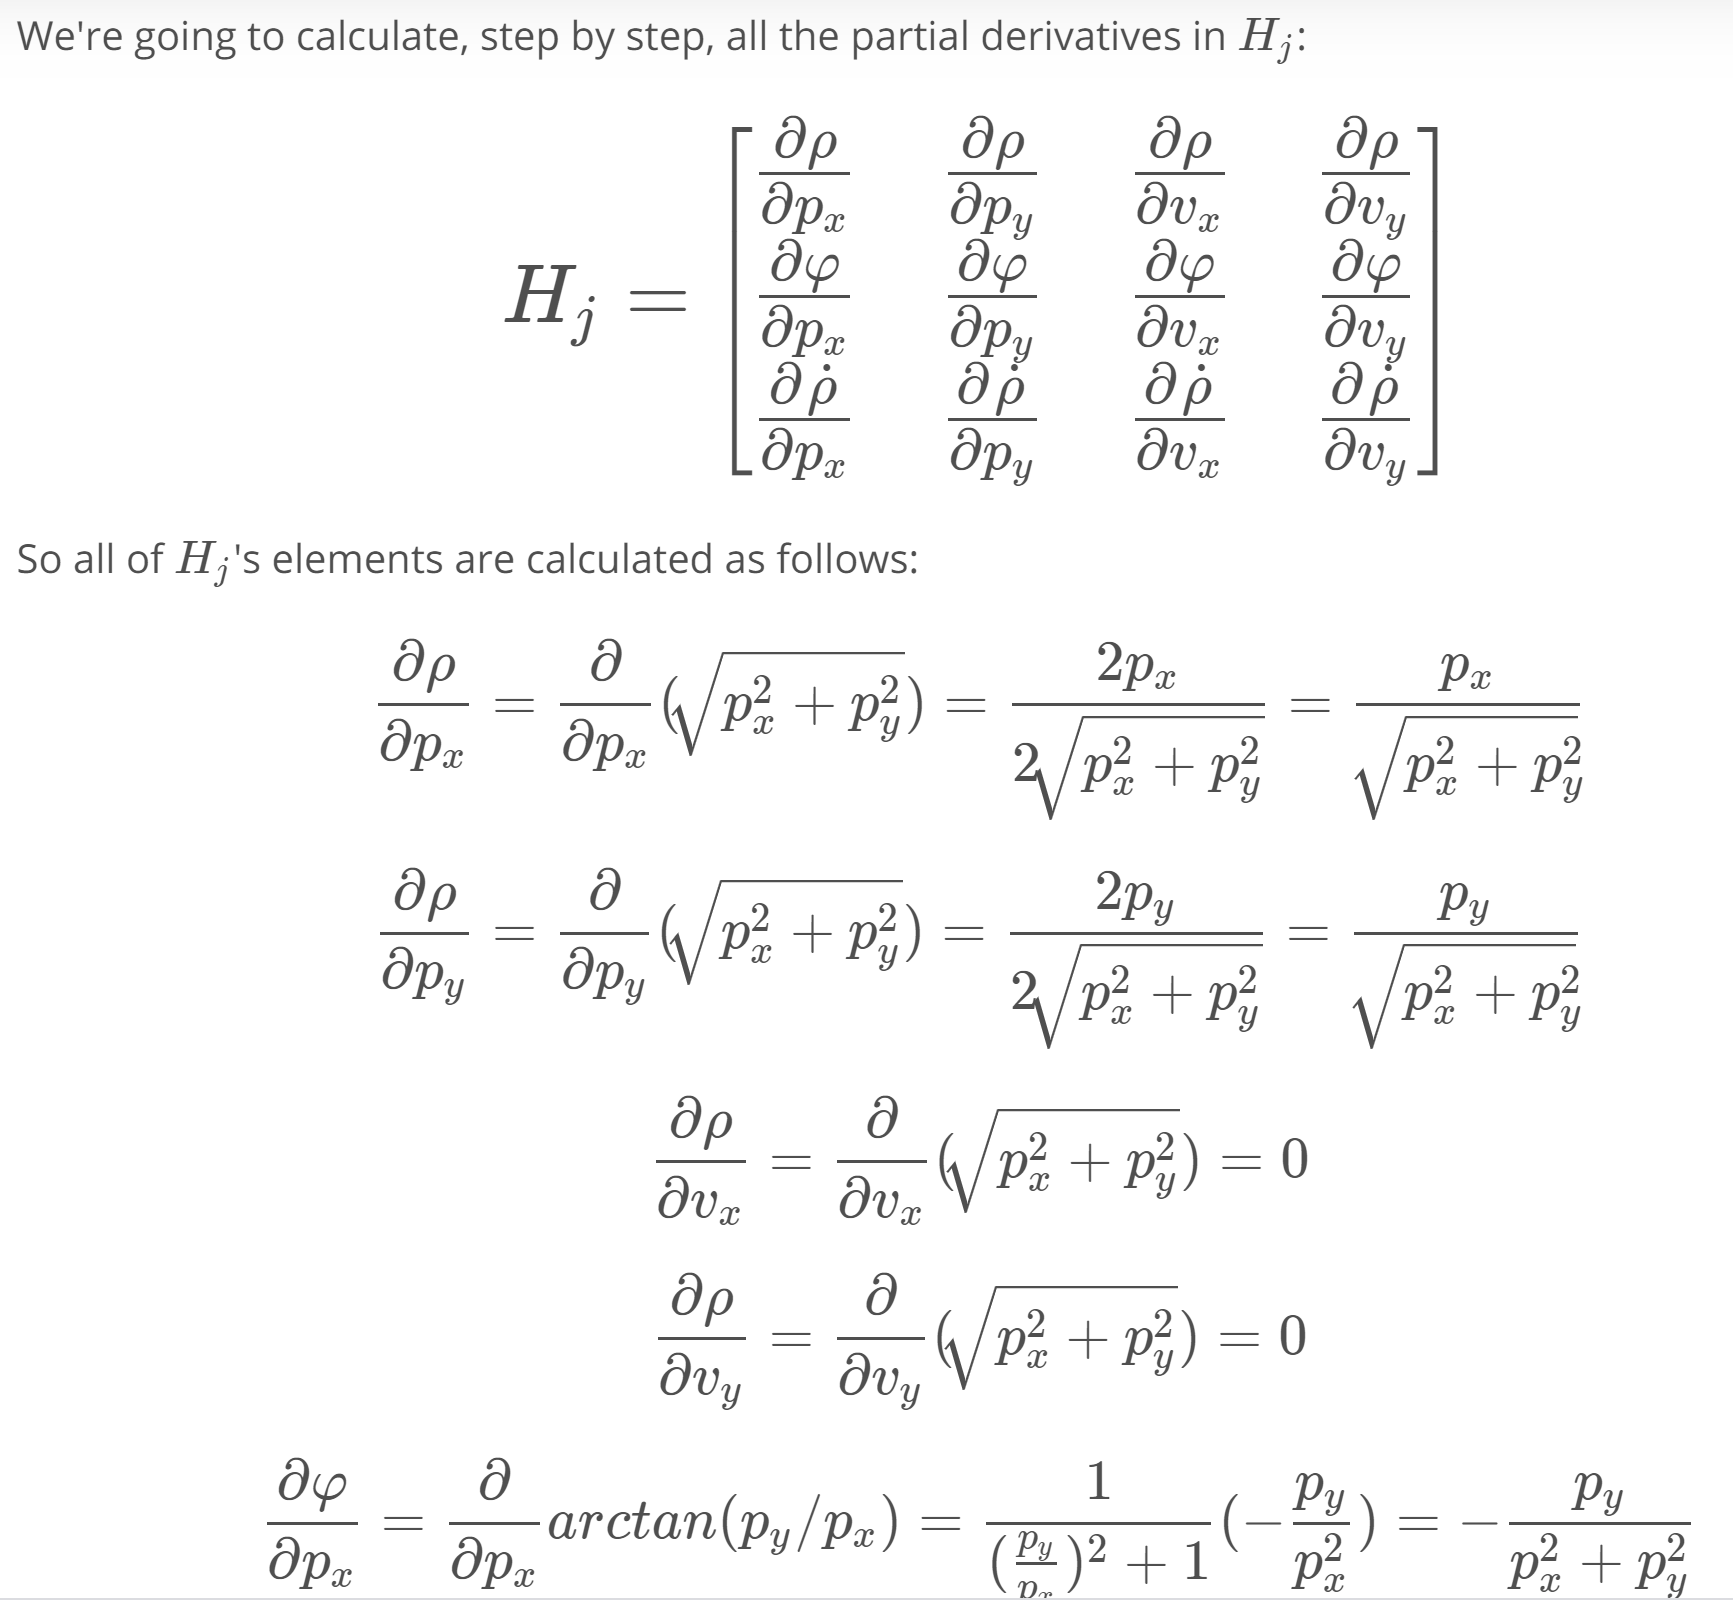 We're going to calculate, step by step, all the partial derivatives in $H_j$:
$H_j = \begin{bmatrix} \frac{\partial \rho}{\partial p_x} & \frac{\partial \rho}{\partial p_y} & \frac{\partial \rho}{\partial v_x} & \frac{\partial \rho}{\partial v_y} \\ \frac{\partial \varphi}{\partial p_x} & \frac{\partial \varphi}{\partial p_y} & \frac{\partial \varphi}{\partial v_x} & \frac{\partial \varphi}{\partial v_y} \\ \frac{\partial \dot{\rho}}{\partial p_x} & \frac{\partial \dot{\rho}}{\partial p_y} & \frac{\partial \dot{\rho}}{\partial v_x} & \frac{\partial \dot{\rho}}{\partial v_y} \end{bmatrix}$
So all of $H_j$'s elements are calculated as follows:
$\frac{\partial \rho}{\partial p_x} = \frac{\partial}{\partial p_x}(\sqrt{p_x^2 + p_y^2}) = \frac{2p_x}{2\sqrt{p_x^2 + p_y^2}} = \frac{p_x}{\sqrt{p_x^2 + p_y^2}}$
$\frac{\partial \rho}{\partial p_y} = \frac{\partial}{\partial p_y}(\sqrt{p_x^2 + p_y^2}) = \frac{2p_y}{2\sqrt{p_x^2 + p_y^2}} = \frac{p_y}{\sqrt{p_x^2 + p_y^2}}$
$\frac{\partial \rho}{\partial v_x} = \frac{\partial}{\partial v_x}(\sqrt{p_x^2 + p_y^2}) = 0$
$\frac{\partial \rho}{\partial v_y} = \frac{\partial}{\partial v_y}(\sqrt{p_x^2 + p_y^2}) = 0$
$\frac{\partial \varphi}{\partial p_x} = \frac{\partial}{\partial p_x} arctan(p_y/p_x) = \frac{1}{(\frac{p_y}{p_x})^2 + 1}(-\frac{p_y}{p_x^2}) = -\frac{p_y}{p_x^2 + p_y^2}$